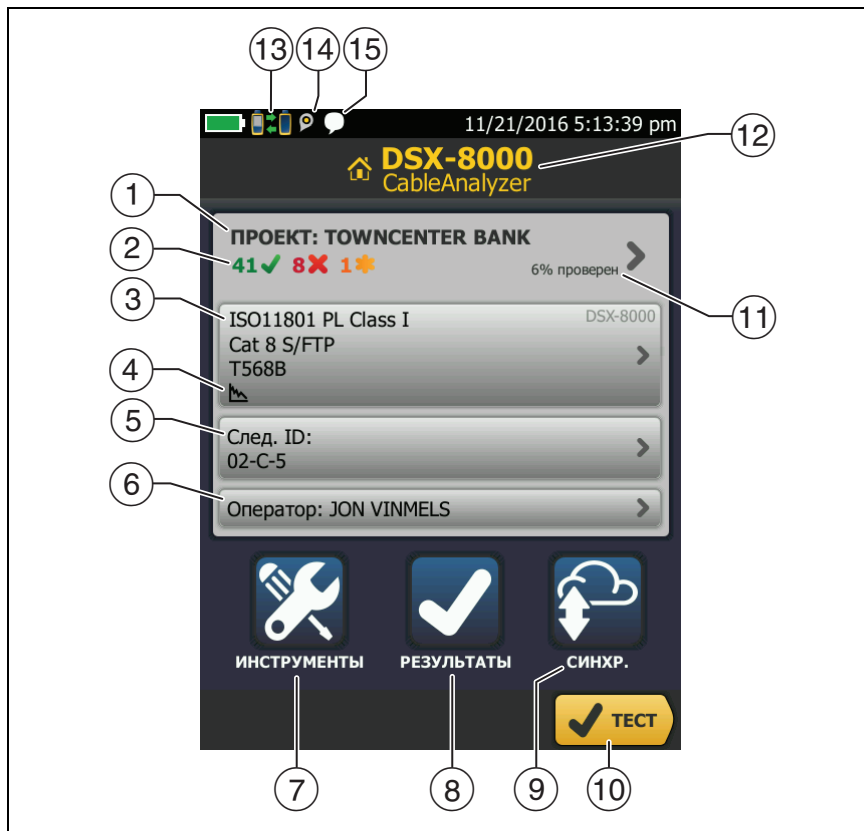 13 14 15
11/21/2016 5:13:39 pm
12
DSX-8000
CableAnalyzer
1
ПРОЕКТ: TOWNCENTER BANK
2
41 8 1
6% проверен
11
3
ISO11801 PL Class I
DSX-8000
Cat 8 S/FTP
T568B
4
5
След. ID:
02-C-5
6
Оператор: JON VINMELS
ИНСТРУМЕНТЫ РЕЗУЛЬТАТЫ СИНХР.
ТЕСТ
7 8 9 10